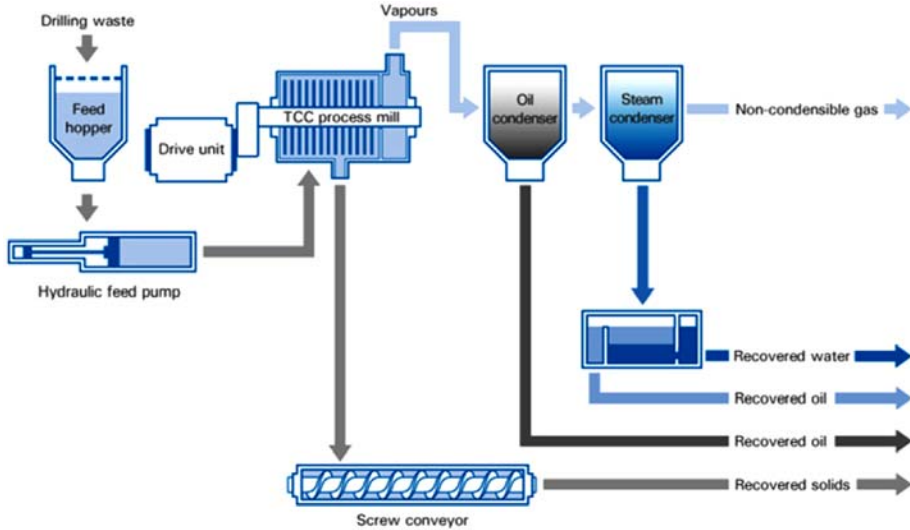 Drilling waste
Vapours
Feed
hopper
TCC process mill
Drive unit
Oil
condenser
Steam
condenser
Non-condensible gas
Hydraulic feed pump
Recovered water
Recovered oil
Recovered oil
Recovered solids
Screw conveyor